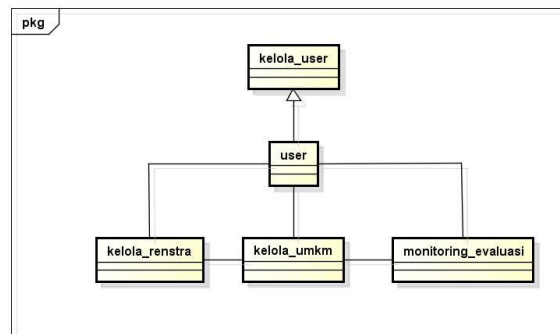 pkg
kelola_user
user
kelola_renstra
kelola_umkm
monitoring_evaluasi